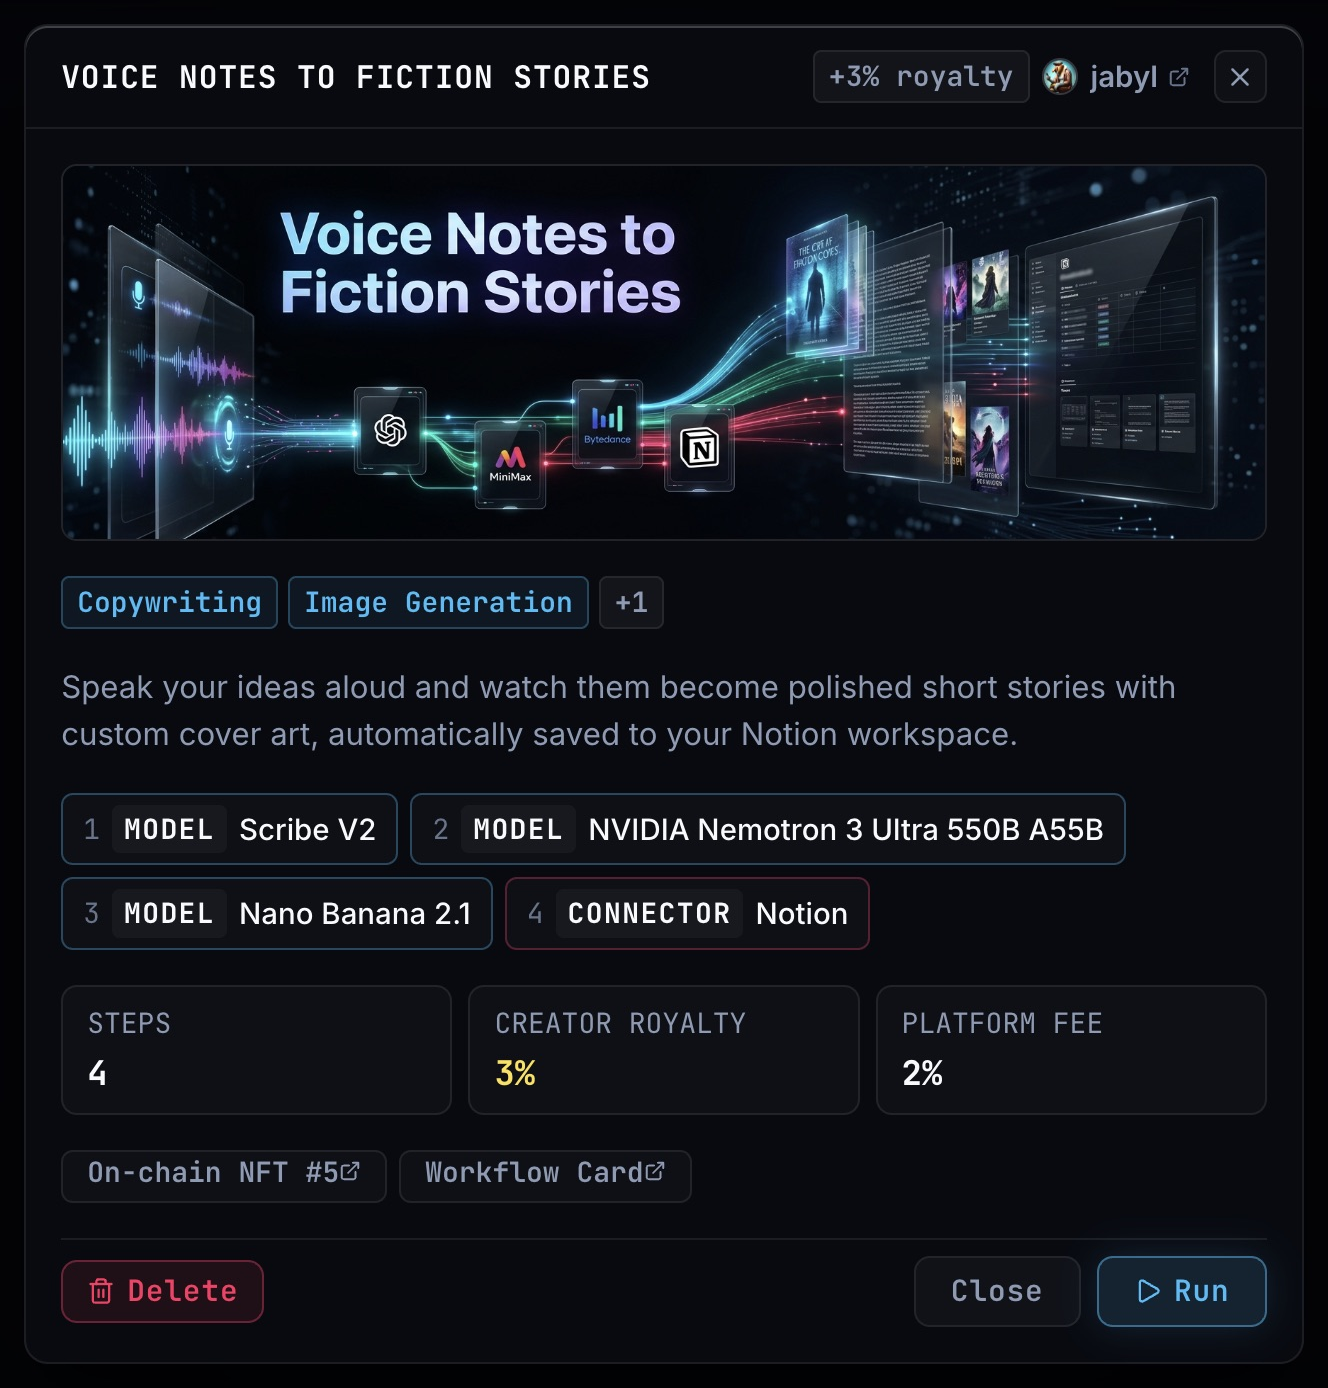 VOICE NOTES TO FICTION STORIES
+3% royalty
jabyl
Voice Notes to
Fiction Stories
MiniMax
Bytedance
Copywriting
Image Generation
+1
Speak your ideas aloud and watch them become polished short stories with
custom cover art, automatically saved to your Notion workspace.
1 MODEL Scribe V2
2 MODEL NVIDIA Nemotron 3 Ultra 550B A55B
3 MODEL Nano Banana 2.1
4 CONNECTOR Notion
STEPS
4
CREATOR ROYALTY
3%
PLATFORM FEE
2%
On-chain NFT #5
Workflow Card
Delete
Close
Run